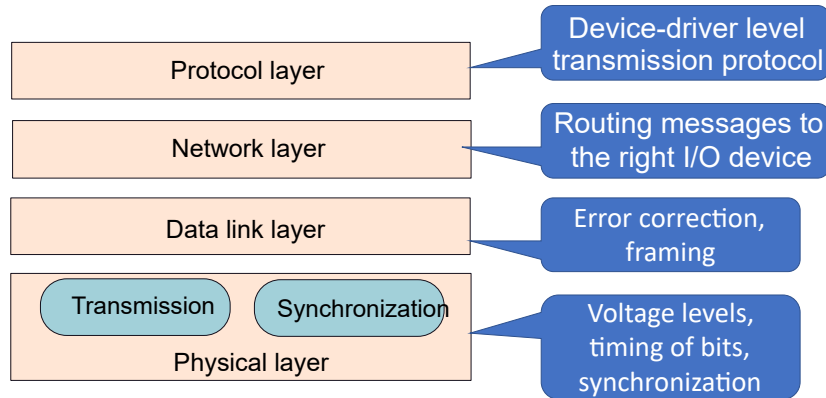 Protocol layer
Device-driver level
transmission protocol
Network layer
Routing messages to
the right I/O device
Data link layer
Error correction,
framing
Transmission
Synchronization
Physical layer
Voltage levels,
timing of bits,
synchronization